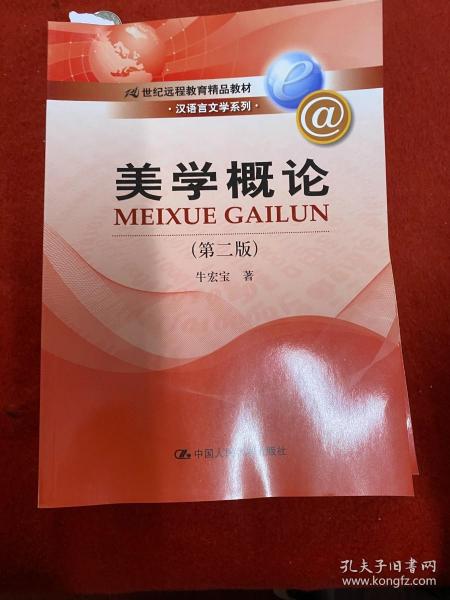 21世纪远程教育精品教材
·汉语言文学系列·
e
@
美学概论
MEIXUE GAILUN
(第二版)
牛宏宝 著
中国人民大学出版社
孔夫子旧书网
www.kongfz.com